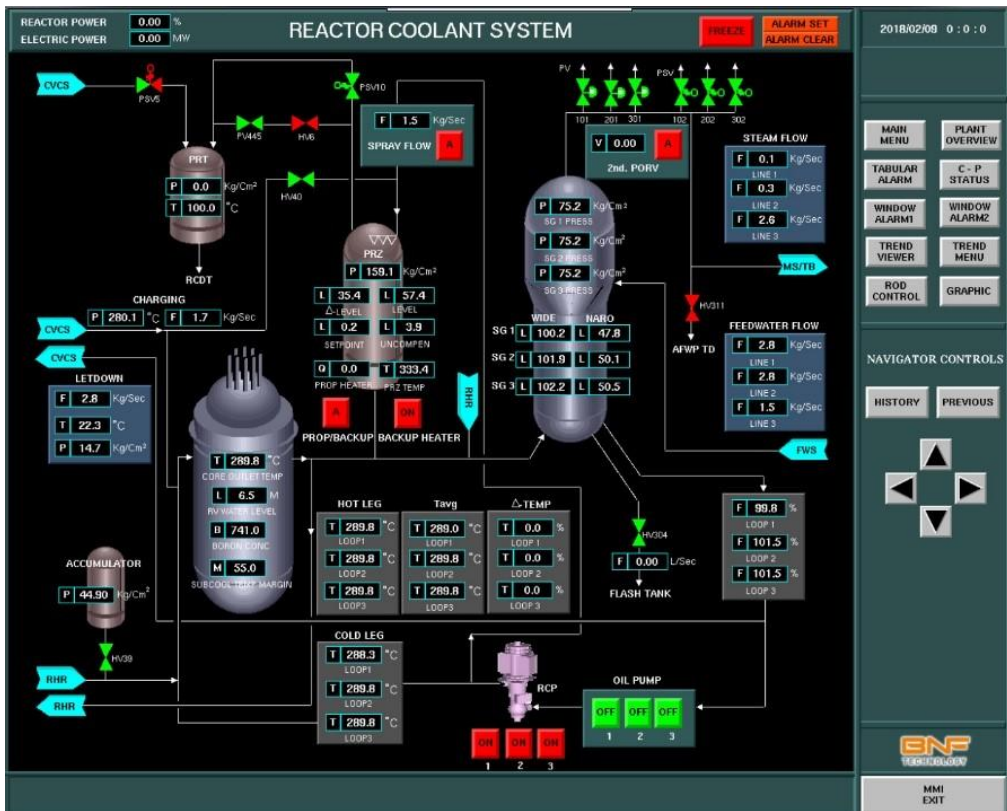 REACTOR POWER 0.00 %
ELECTRIC POWER 0.00 MW
REACTOR COOLANT SYSTEM
FREEZE
ALARM SET
ALARM CLEAR
2018/02/09 0 : 0 : 0
CVCS
PSV5
PSV10
PV445
HV6
HV40
F 1.5 Kg/Sec
SPRAY FLOW A
PV
PSV
101 201 301 102 202 302
V 0.00 A
2nd. PORV
PRT
P 0.0 Kg/Cm²
T 100.0 °C
RCDT
PRZ
P 159.1 Kg/Cm²
L 35.4 L 57.4
Δ-LEVEL LEVEL
L 0.2 L 3.9
SETPOINT UNCOMPEN
Q 0.0 T 333.4
PROP HEATER PRZ TEMP
A ON
PROP/BACKUP BACKUP HEATER
P 75.2 Kg/Cm²
SG 1 PRESS
P 75.2 Kg/Cm²
SG 2 PRESS
P 75.2 Kg/Cm²
SG 3 PRESS
WIDE NARO
SG 1 L 100.2 L 47.8
SG 2 L 101.9 L 50.1
SG 3 L 102.2 L 50.5
STEAM FLOW
F 0.1 Kg/Sec
LINE 1
F 0.3 Kg/Sec
LINE 2
F 2.6 Kg/Sec
LINE 3
MS/TB
HV311
AFWP TD
FEEDWATER FLOW
F 2.8 Kg/Sec
LINE 1
F 2.8 Kg/Sec
LINE 2
F 1.5 Kg/Sec
LINE 3
FWS
CHARGING
P 280.1 °C F 1.7 Kg/Sec
CVCS
CVCS
LETDOWN
F 2.8 Kg/Sec
T 22.3 °C
P 14.7 Kg/Cm²
RHR
T 289.8 °C
CORE OUTLET TEMP
L 6.5 M
RV WATER LEVEL
B 741.0
BORON CONC
M 55.0
SUBCOOL TEMP MARGIN
HOT LEG
T 289.8 °C
LOOP1
T 289.8 °C
LOOP2
T 289.8 °C
LOOP3
Tavg
T 289.0 °C
LOOP1
T 289.8 °C
LOOP2
T 289.8 °C
LOOP3
Δ-TEMP
T 0.0 %
LOOP 1
T 0.0 %
LOOP 2
T 0.0 %
LOOP 3
HV304
F 0.00 L/Sec
FLASH TANK
F 99.8 %
LOOP 1
F 101.5 %
LOOP 2
F 101.5 %
LOOP 3
ACCUMULATOR
P 44.90 Kg/Cm²
HV39
RHR
RHR
COLD LEG
T 288.3 °C
LOOP1
T 289.8 °C
LOOP2
T 289.8 °C
LOOP3
RCP
ON ON ON
1 2 3
OIL PUMP
OFF OFF OFF
1 2 3
MAIN MENU
PLANT OVERVIEW
TABULAR ALARM
C - P STATUS
WINDOW ALARM1
WINDOW ALARM2
TREND VIEWER
TREND MENU
ROD CONTROL
GRAPHIC
NAVIGATOR CONTROLS
HISTORY PREVIOUS
BNF
TECHNOLOGY
MMI
EXIT